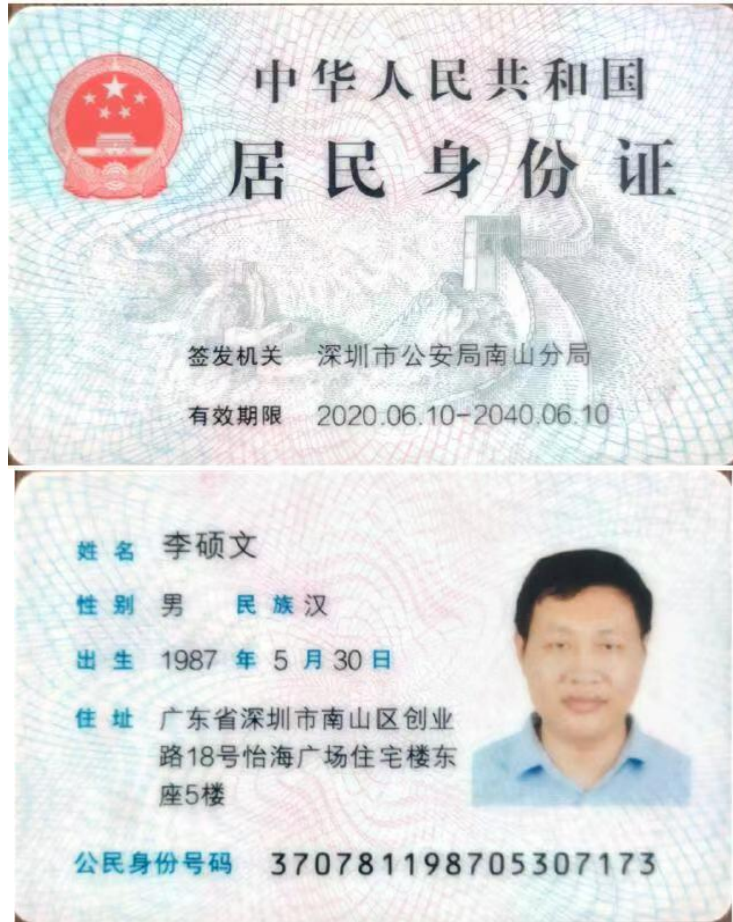 中华人民共和国
居民身份证
签发机关 深圳市公安局南山分局
有效期限 2020.06.10-2040.06.10
姓名 李硕文
性别 男 民族 汉
出生 1987 年 5 月 30 日
住址 广东省深圳市南山区创业
路18号怡海广场住宅楼东
座5楼
公民身份号码 370781198705307173